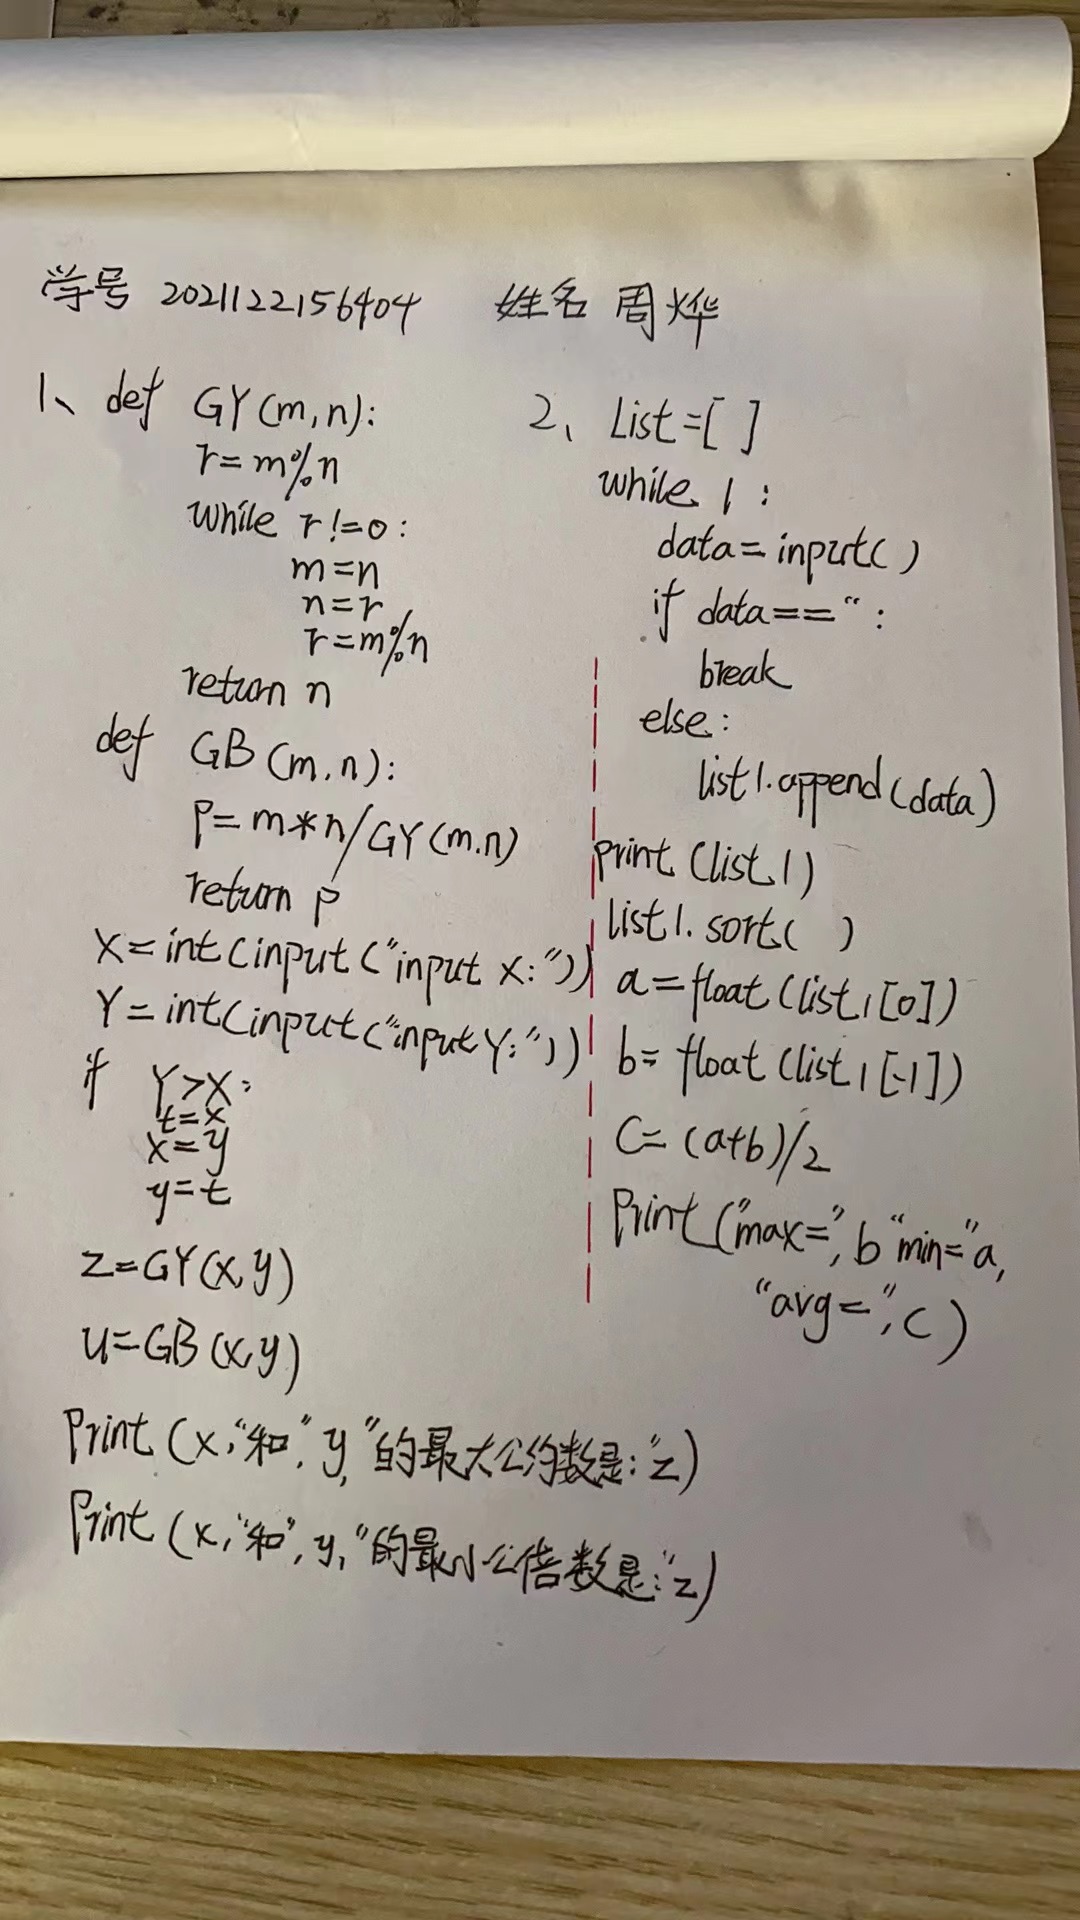 学号 2021122156404 姓名 周烨
1、def GY(m,n):
r=m%n
while r!=0:
m=n
n=r
r=m%n
return n
def GB(m,n):
p=m*n/GY(m.n)
return p
X=int(input("input X:"))
Y=int(input("input Y:"))
if Y>X:
t=x
x=y
y=t
z=GY(x,y)
u=GB(x,y)
Print(x,"和",y,"的最大公约数是:"z)
Print(x,"和",y,"的最小公倍数是:"z)
2、List=[ ]
while 1:
data=input()
if data=="":
break
else:
list1.append(data)
print(list1)
list1.sort( )
a=float(list1[0])
b=float(list1[-1])
C=(a+b)/2
Print("max=",b"min="a,
"avg=",C)